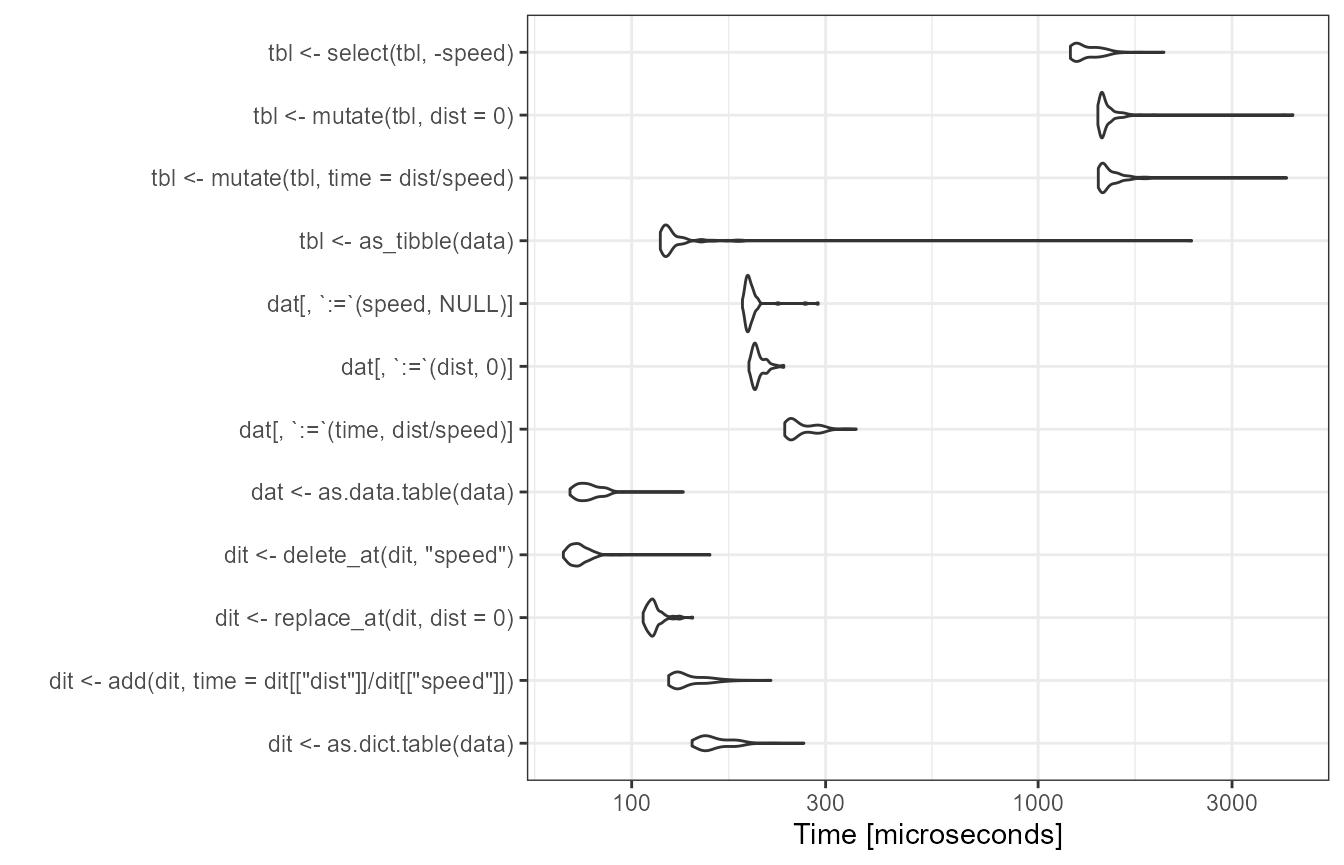 tbl <- select(tbl, -speed)
tbl <- mutate(tbl, dist = 0)
tbl <- mutate(tbl, time = dist/speed)
tbl <- as_tibble(data)
dat[, `:=`(speed, NULL)]
dat[, `:=`(dist, 0)]
dat[, `:=`(time, dist/speed)]
dat <- as.data.table(data)
dit <- delete_at(dit, "speed")
dit <- replace_at(dit, dist = 0)
dit <- add(dit, time = dit[["dist"]]/dit[["speed"]])
dit <- as.dict.table(data)
100 300 1000 3000
Time [microseconds]